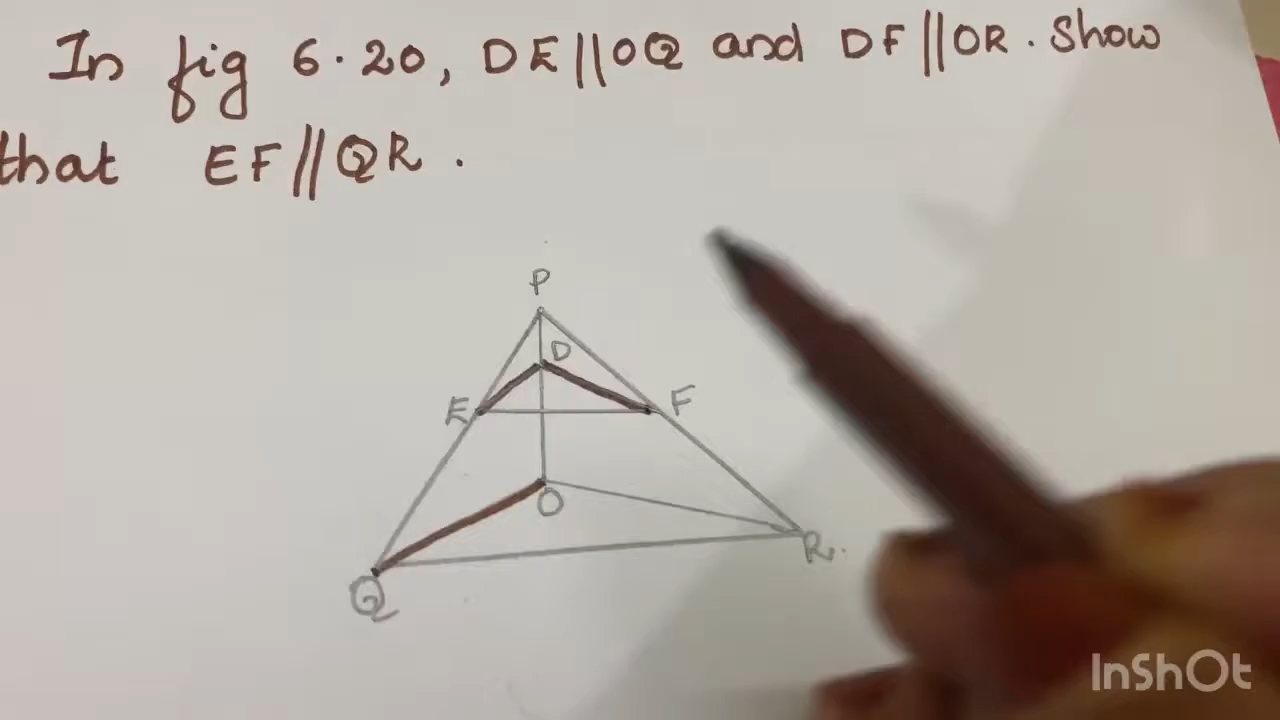 In fig 6.20, DE||OQ and DF||OR. Show
that EF||QR.
P
D
E
F
O
R.
Q
InShOt